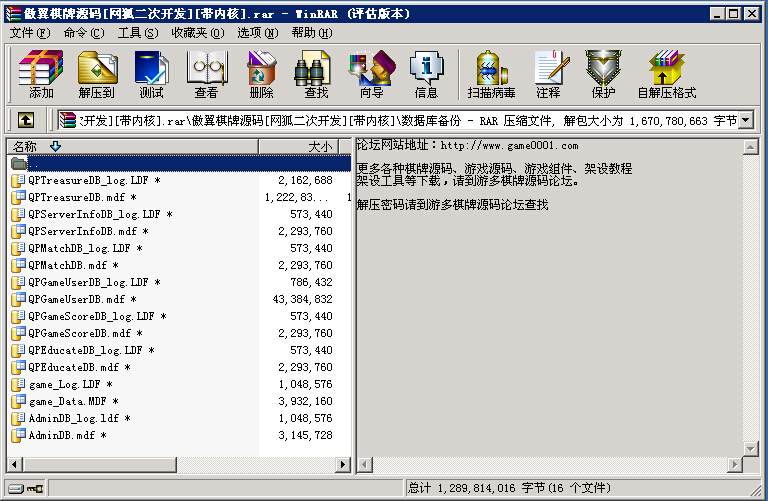 傲翼棋牌源码[网狐二次开发][带内核].rar - WinRAR (评估版本)
文件(F) 命令(C) 工具(S) 收藏夹(O) 选项(N) 帮助(H)
添加 解压到 测试 查看 删除 查找 向导 信息 扫描病毒 注释 保护 自解压格式
开发][带内核].rar\傲翼棋牌源码[网狐二次开发][带内核]\数据库备份 - RAR 压缩文件, 解包大小为 1,670,780,663 字节
名称 大小
..
QPTreasureDB_log.LDF * 2,162,688
QPTreasureDB.mdf * 1,222,83... 1
QPServerInfoDB_log.LDF * 573,440
QPServerInfoDB.mdf * 2,293,760
QPMatchDB_log.LDF * 573,440
QPMatchDB.mdf * 2,293,760
QPGameUserDB_log.LDF * 786,432
QPGameUserDB.mdf * 43,384,832
QPGameScoreDB_log.LDF * 573,440
QPGameScoreDB.mdf * 2,293,760
QPEducateDB_log.LDF * 573,440
QPEducateDB.mdf * 2,293,760
game_Log.LDF * 1,048,576
game_Data.MDF * 3,932,160
AdminDB_log.ldf * 1,048,576
AdminDB.mdf * 3,145,728
论坛网站地址：http://www.game0001.com
更多各种棋牌源码、游戏源码、游戏组件、架设教程
架设工具等下载，请到游多棋牌源码论坛。
解压密码请到游多棋牌源码论坛查找
总计 1,289,814,016 字节(16 个文件)